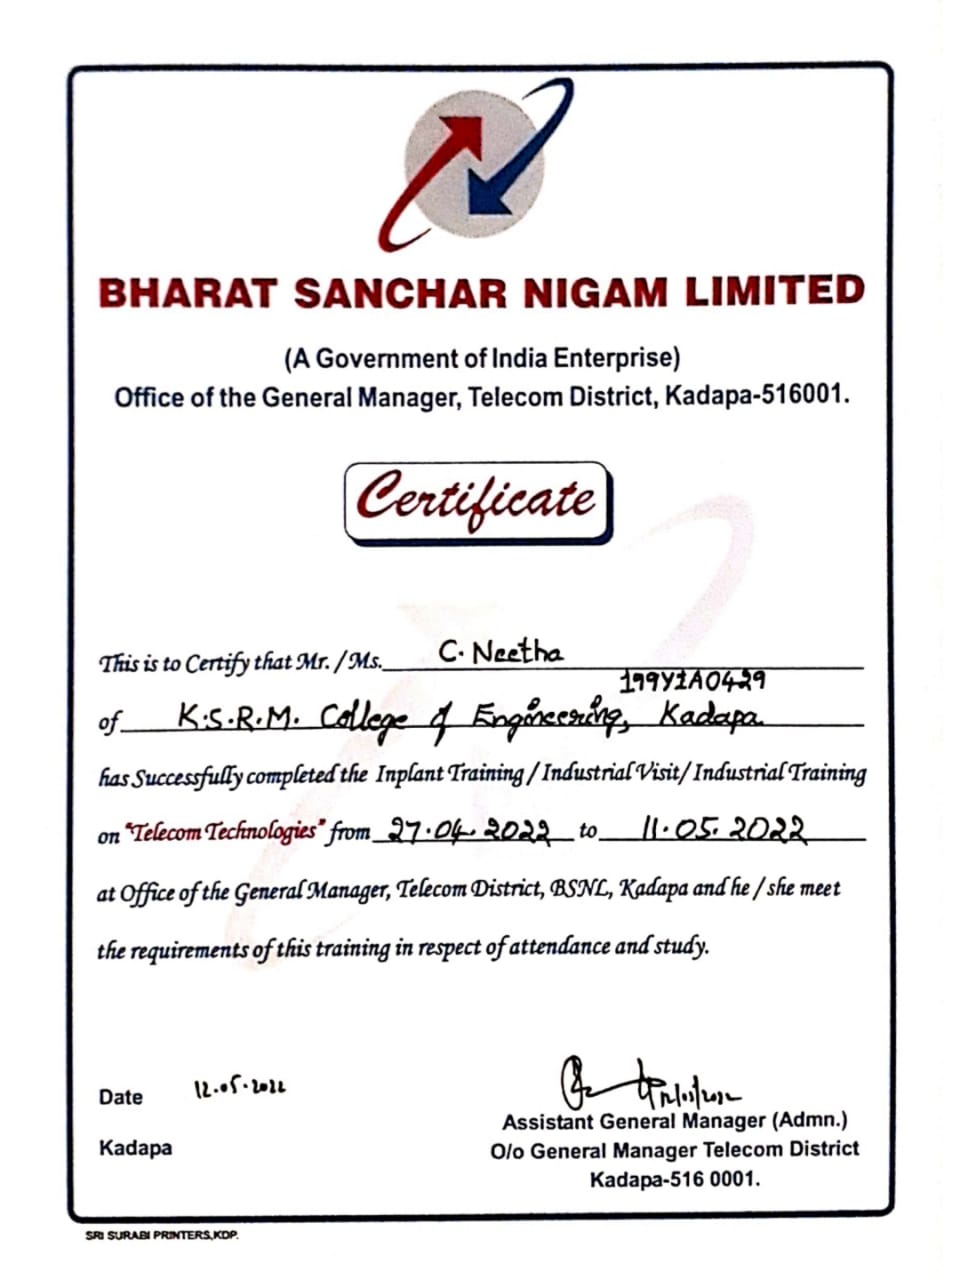 BHARAT SANCHAR NIGAM LIMITED
(A Government of India Enterprise)
Office of the General Manager, Telecom District, Kadapa-516001.
Certificate
This is to Certify that Mr. / Ms. C. Neetha
199Y1A0429
of K.S.R.M. College of Engineering, Kadapa
has Successfully completed the Inplant Training / Industrial Visit/ Industrial Training
on "Telecom Technologies" from 27.04.2022 to 11.05.2022
at Office of the General Manager, Telecom District, BSNL, Kadapa and he / she meet
the requirements of this training in respect of attendance and study.
Date 12.05.2022
Kadapa
Assistant General Manager (Admn.)
O/o General Manager Telecom District
Kadapa-516 0001.
SRI SURABI PRINTERS,KDP.